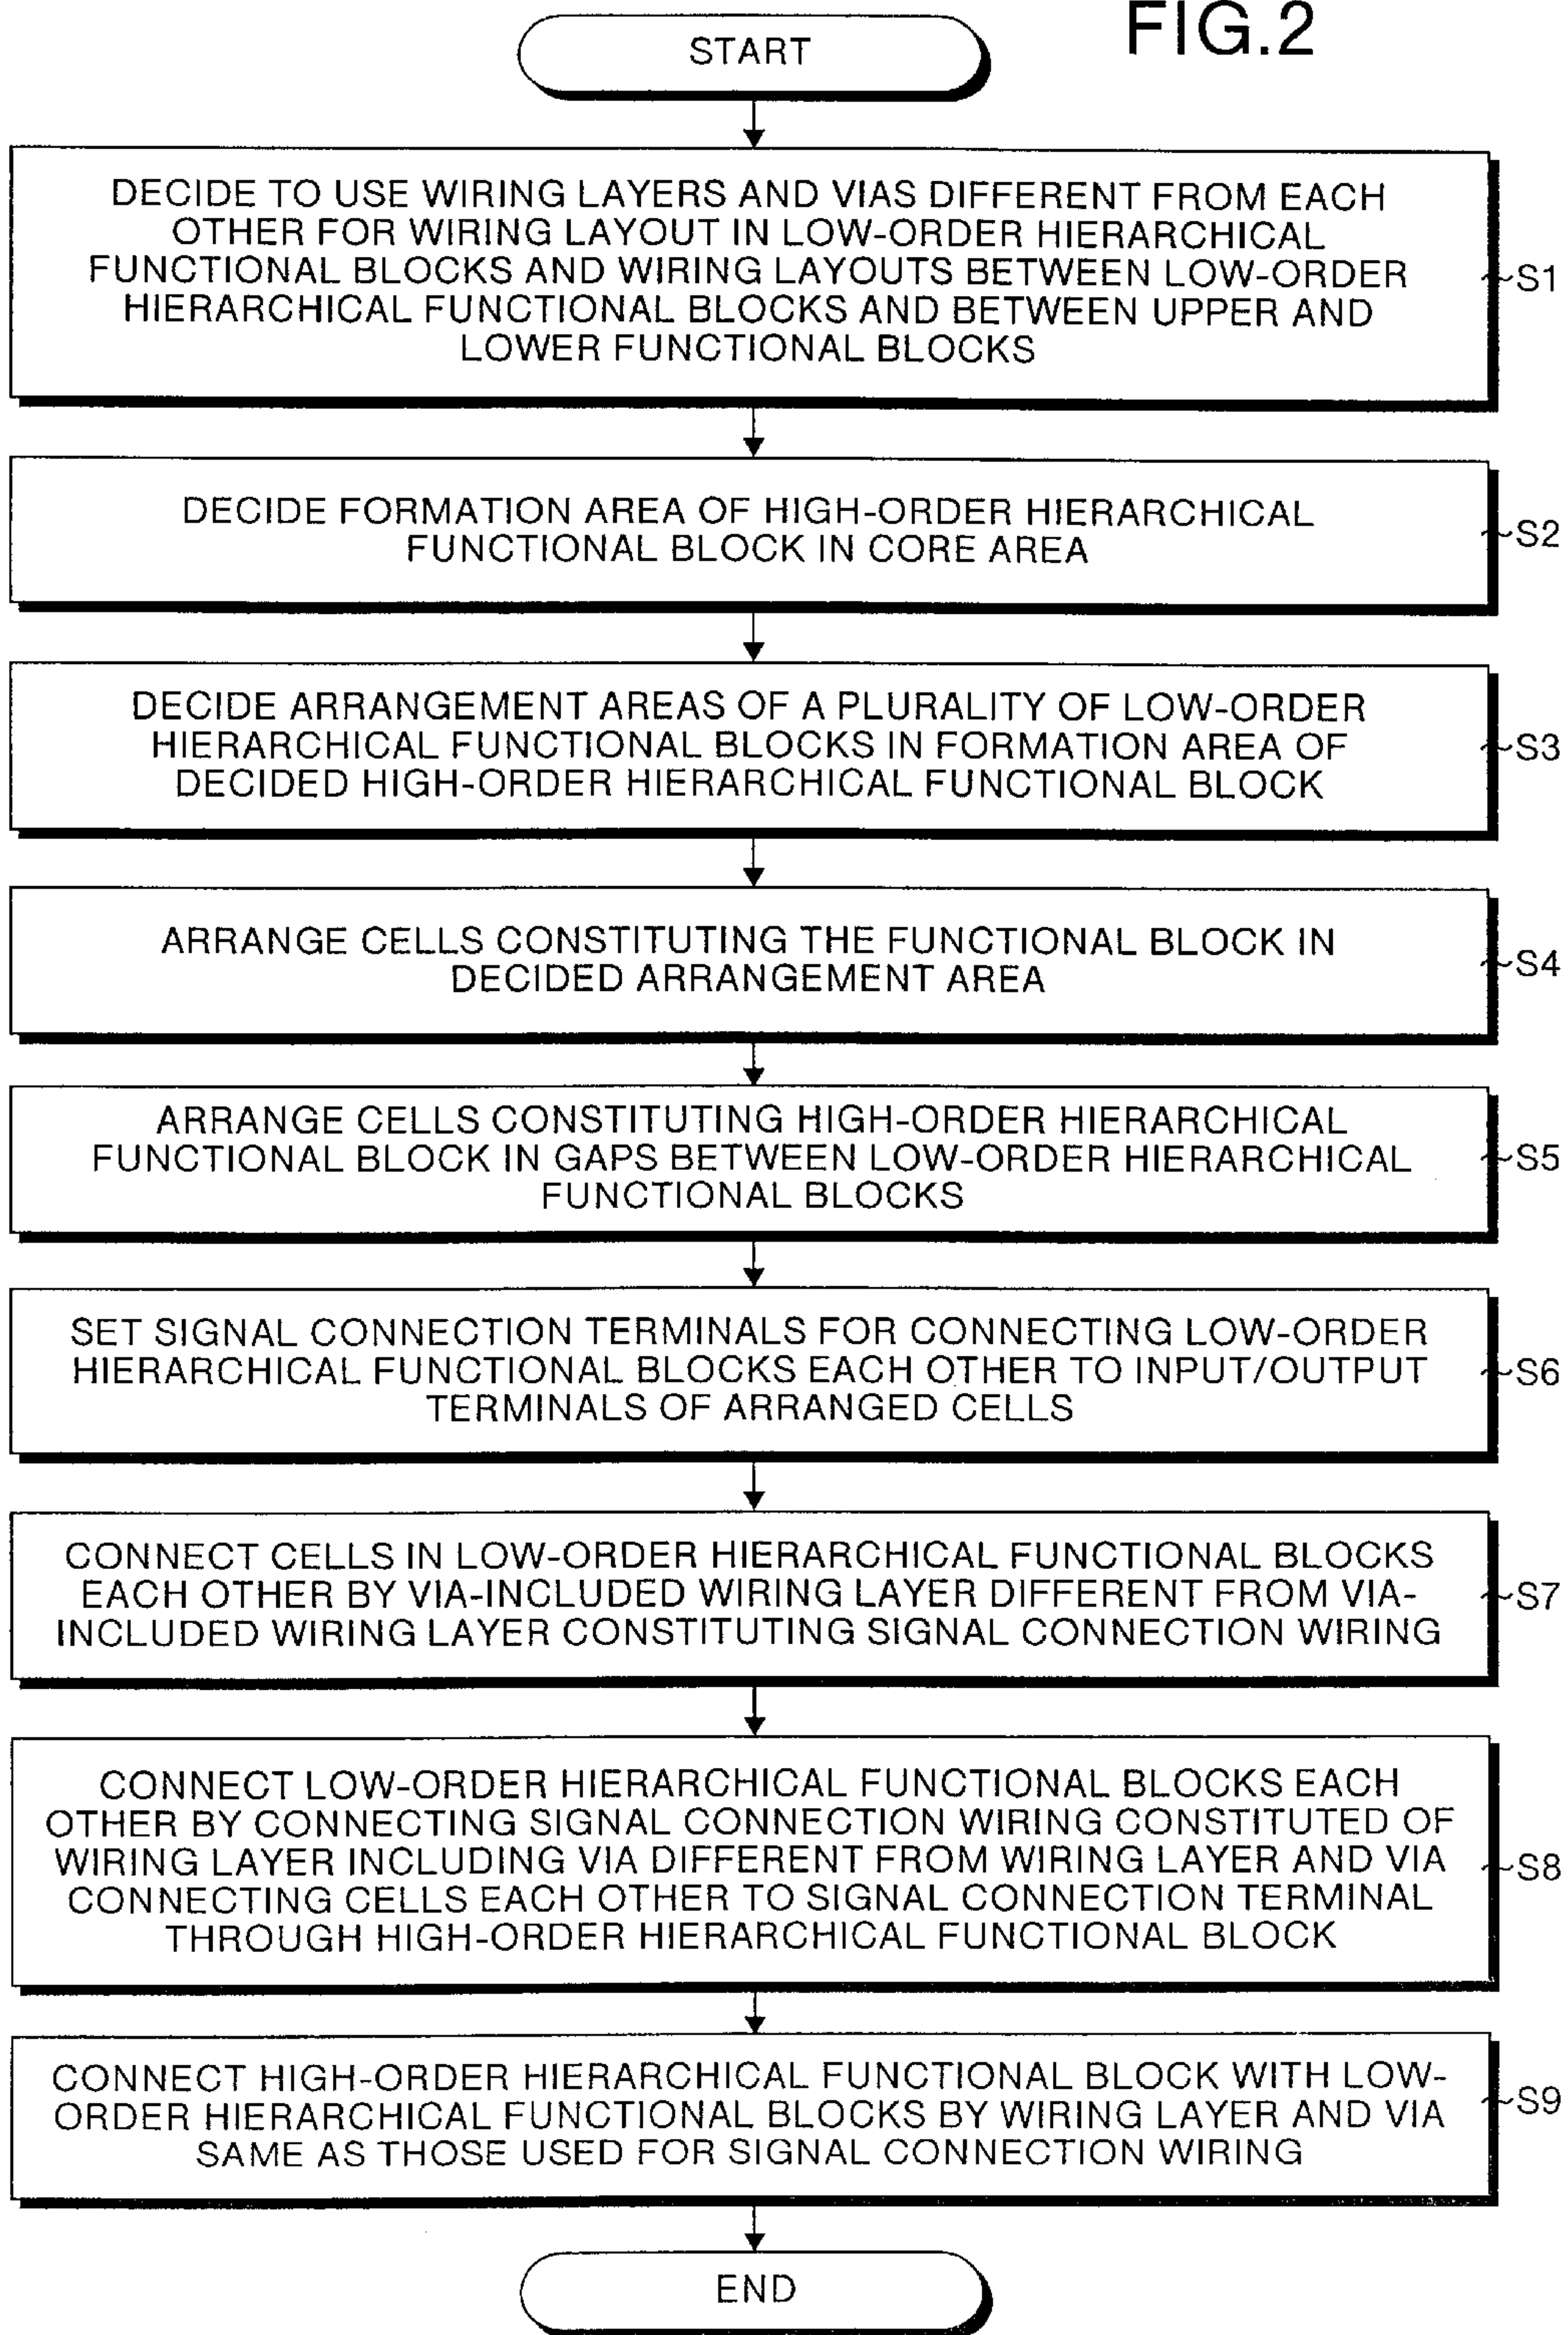 FIG.2
START
DECIDE TO USE WIRING LAYERS AND VIAS DIFFERENT FROM EACH
OTHER FOR WIRING LAYOUT IN LOW-ORDER HIERARCHICAL
FUNCTIONAL BLOCKS AND WIRING LAYOUTS BETWEEN LOW-ORDER
HIERARCHICAL FUNCTIONAL BLOCKS AND BETWEEN UPPER AND
LOWER FUNCTIONAL BLOCKS
S1
DECIDE FORMATION AREA OF HIGH-ORDER HIERARCHICAL
FUNCTIONAL BLOCK IN CORE AREA
S2
DECIDE ARRANGEMENT AREAS OF A PLURALITY OF LOW-ORDER
HIERARCHICAL FUNCTIONAL BLOCKS IN FORMATION AREA OF
DECIDED HIGH-ORDER HIERARCHICAL FUNCTIONAL BLOCK
S3
ARRANGE CELLS CONSTITUTING THE FUNCTIONAL BLOCK IN
DECIDED ARRANGEMENT AREA
S4
ARRANGE CELLS CONSTITUTING HIGH-ORDER HIERARCHICAL
FUNCTIONAL BLOCK IN GAPS BETWEEN LOW-ORDER HIERARCHICAL
FUNCTIONAL BLOCKS
S5
SET SIGNAL CONNECTION TERMINALS FOR CONNECTING LOW-ORDER
HIERARCHICAL FUNCTIONAL BLOCKS EACH OTHER TO INPUT/OUTPUT
TERMINALS OF ARRANGED CELLS
S6
CONNECT CELLS IN LOW-ORDER HIERARCHICAL FUNCTIONAL BLOCKS
EACH OTHER BY VIA-INCLUDED WIRING LAYER DIFFERENT FROM VIA-
INCLUDED WIRING LAYER CONSTITUTING SIGNAL CONNECTION WIRING
S7
CONNECT LOW-ORDER HIERARCHICAL FUNCTIONAL BLOCKS EACH
OTHER BY CONNECTING SIGNAL CONNECTION WIRING CONSTITUTED OF
WIRING LAYER INCLUDING VIA DIFFERENT FROM WIRING LAYER AND VIA
CONNECTING CELLS EACH OTHER TO SIGNAL CONNECTION TERMINAL
THROUGH HIGH-ORDER HIERARCHICAL FUNCTIONAL BLOCK
S8
CONNECT HIGH-ORDER HIERARCHICAL FUNCTIONAL BLOCK WITH LOW-
ORDER HIERARCHICAL FUNCTIONAL BLOCKS BY WIRING LAYER AND VIA
SAME AS THOSE USED FOR SIGNAL CONNECTION WIRING
S9
END